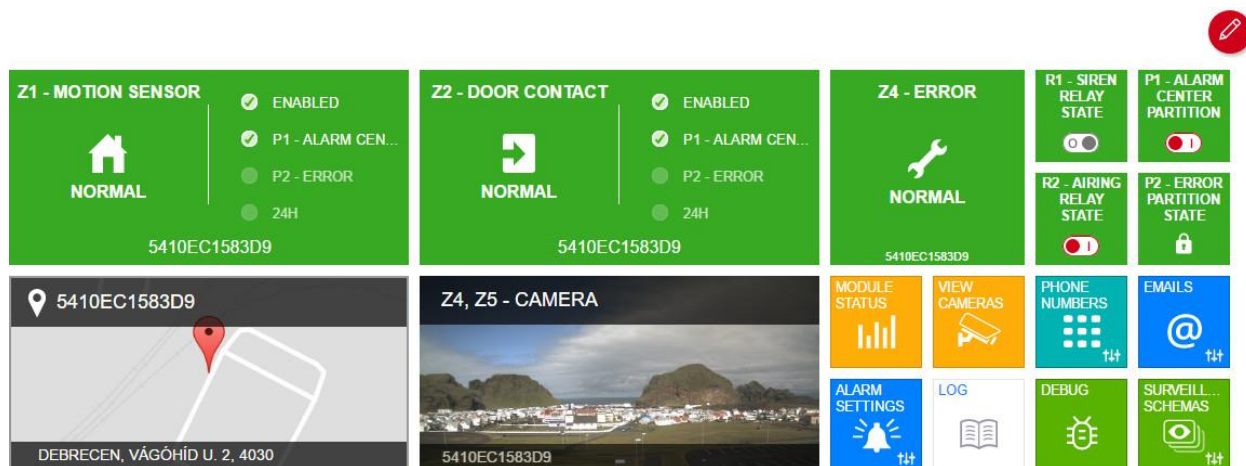 Z1 - MOTION SENSOR
ENABLED
P1 - ALARM CEN...
P2 - ERROR
24H
NORMAL
5410EC1583D9
Z2 - DOOR CONTACT
ENABLED
P1 - ALARM CEN...
P2 - ERROR
24H
NORMAL
5410EC1583D9
Z4 - ERROR
NORMAL
5410EC1583D9
R1 - SIREN
RELAY
STATE
P1 - ALARM
CENTER
PARTITION
R2 - AIRING
RELAY
STATE
P2 - ERROR
PARTITION
STATE
5410EC1583D9
DEBRECEN, VÁGÓHÍD U. 2, 4030
Z4, Z5 - CAMERA
5410EC1583D9
MODULE
STATUS
VIEW
CAMERAS
PHONE
NUMBERS
EMAILS
@
ALARM
SETTINGS
LOG
DEBUG
SURVEILL...
SCHEMAS